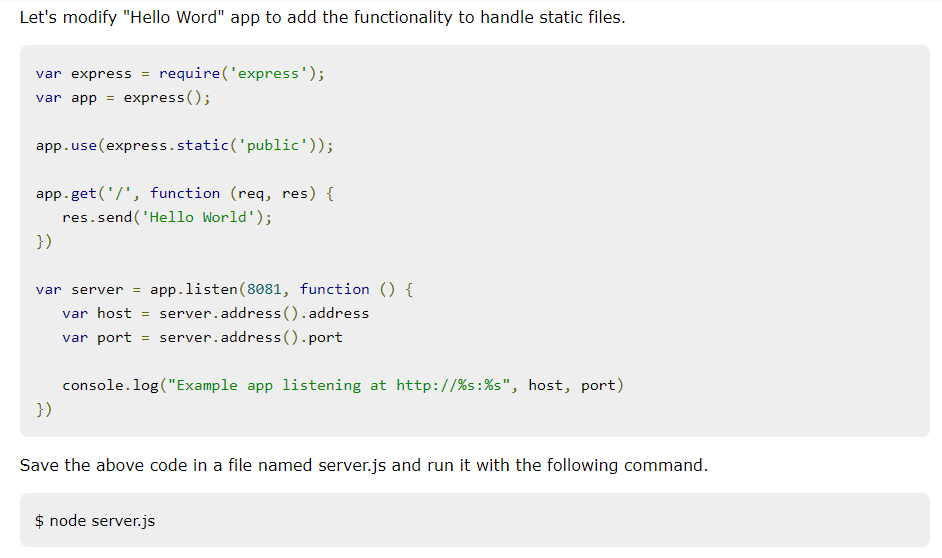 Let's modify "Hello Word" app to add the functionality to handle static files.
var express = require('express');
var app = express();
app.use(express.static('public'));
app.get('/', function (req, res) {
   res.send('Hello World');
})
var server = app.listen(8081, function () {
   var host = server.address().address
   var port = server.address().port
   console.log("Example app listening at http://%s:%s", host, port)
})
Save the above code in a file named server.js and run it with the following command.
$ node server.js